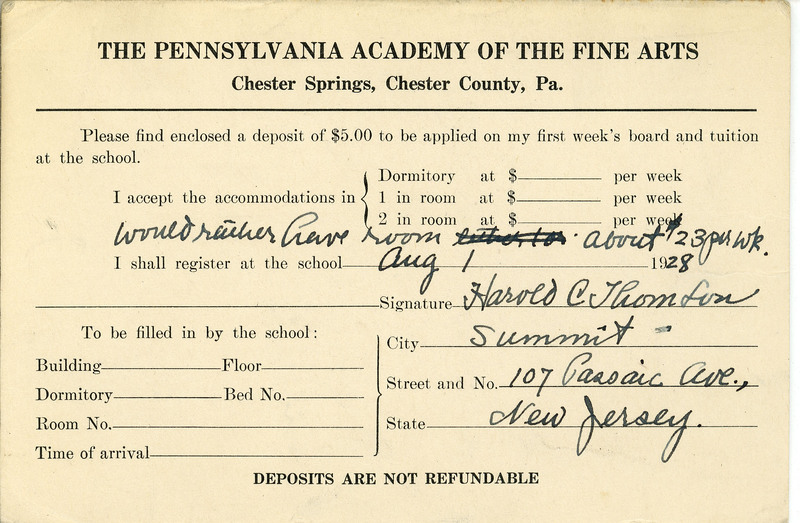 THE PENNSYLVANIA ACADEMY OF THE FINE ARTS
Chester Springs, Chester County, Pa.
Please find enclosed a deposit of $5.00 to be applied on my first week's board and tuition
at the school.
Dormitory at $ per week
I accept the accommodations in 1 in room at $ per week
2 in room at $ per week
would rather have room about $23 per wk.
I shall register at the school Aug 1 1928
Signature Harold C Thomson
To be filled in by the school:
City Summit
Building Floor
Street and No. 107 Passaic Ave.,
Dormitory Bed No.
Room No.
State New Jersey.
Time of arrival
DEPOSITS ARE NOT REFUNDABLE